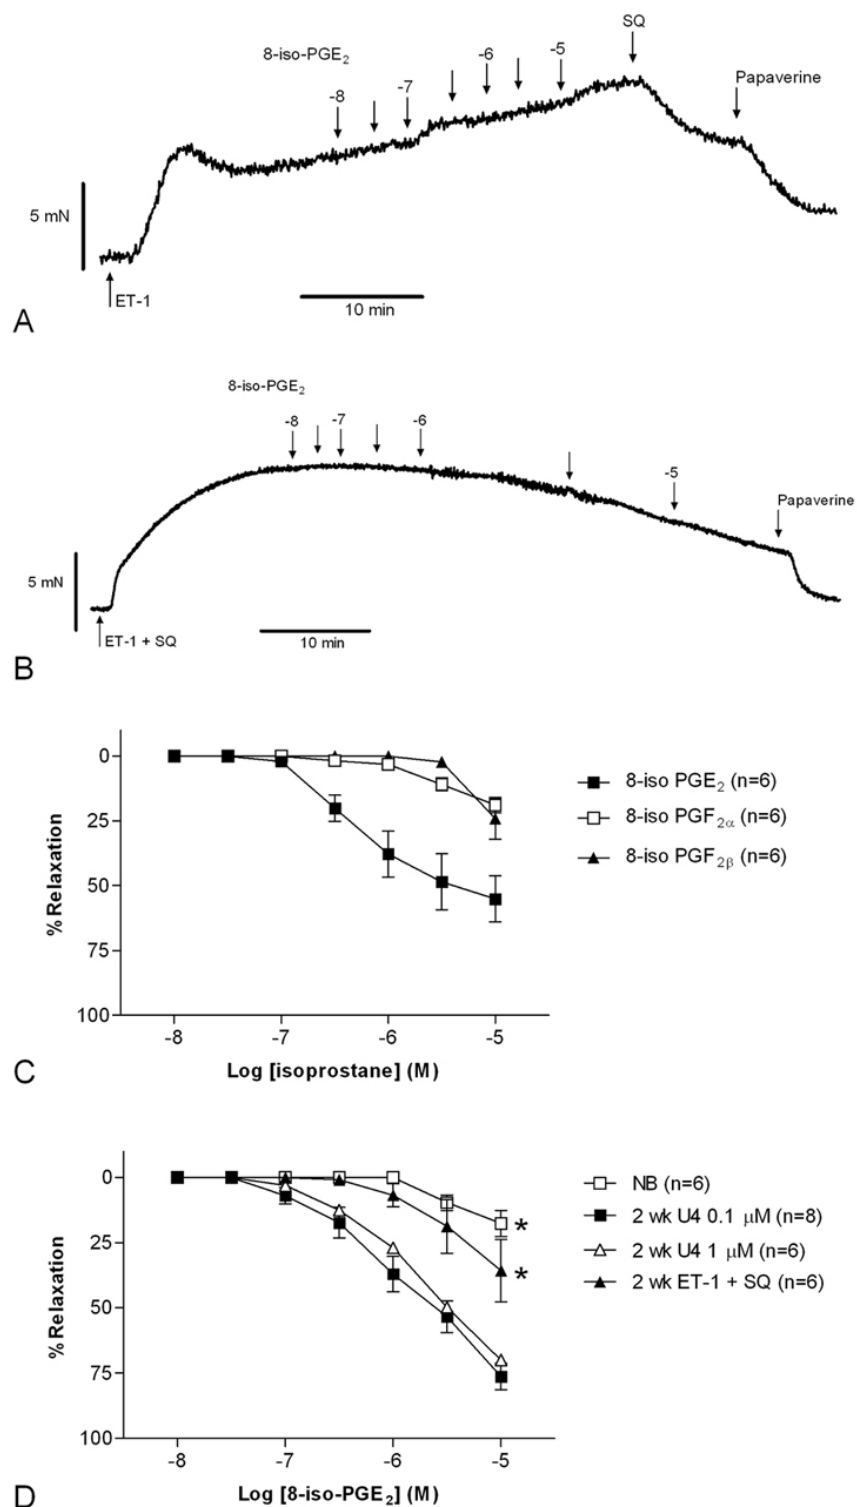 SQ
8-iso-PGE₂
-8
-7
-6
-5
Papaverine
5 mN
ET-1
10 min
A
8-iso-PGE₂
-8
-7
-6
-5
Papaverine
5 mN
ET-1 + SQ
10 min
B
0
25
50
75
100
% Relaxation
-8 -7 -6 -5
Log [isoprostane] (M)
8-iso PGE₂ (n=6)
8-iso PGF₂α (n=6)
8-iso PGF₂β (n=6)
C
0
25
50
75
100
% Relaxation
-8 -7 -6 -5
Log [8-iso-PGE₂] (M)
NB (n=6)
2 wk U4 0.1 μM (n=8)
2 wk U4 1 μM (n=6)
2 wk ET-1 + SQ (n=6)
*
*
D